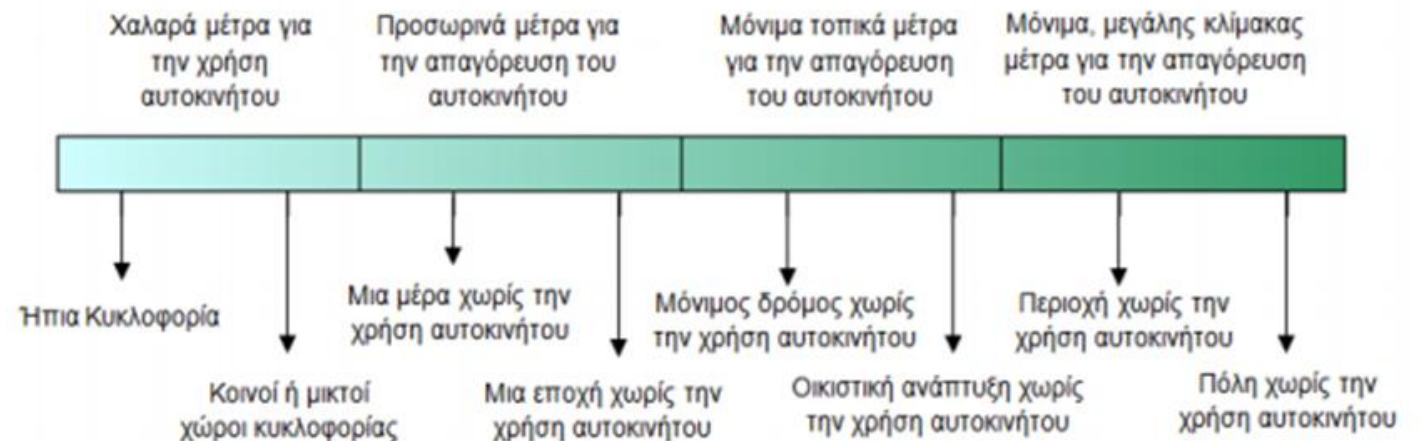 Χαλαρά μέτρα για
την χρήση
αυτοκινήτου
Προσωρινά μέτρα για
την απαγόρευση του
αυτοκινήτου
Μόνιμα τοπικά μέτρα
για την απαγόρευση
του αυτοκινήτου
Μόνιμα, μεγάλης κλίμακας
μέτρα για την απαγόρευση
του αυτοκινήτου
Ήπια Κυκλοφορία
Κοινοί ή μικτοί
χώροι κυκλοφορίας
Μια μέρα χωρίς την
χρήση αυτοκινήτου
Μια εποχή χωρίς την
χρήση αυτοκινήτου
Μόνιμος δρόμος χωρίς
την χρήση αυτοκινήτου
Οικιστική ανάπτυξη χωρίς
την χρήση αυτοκινήτου
Περιοχή χωρίς την
χρήση αυτοκινήτου
Πόλη χωρίς την
χρήση αυτοκινήτου